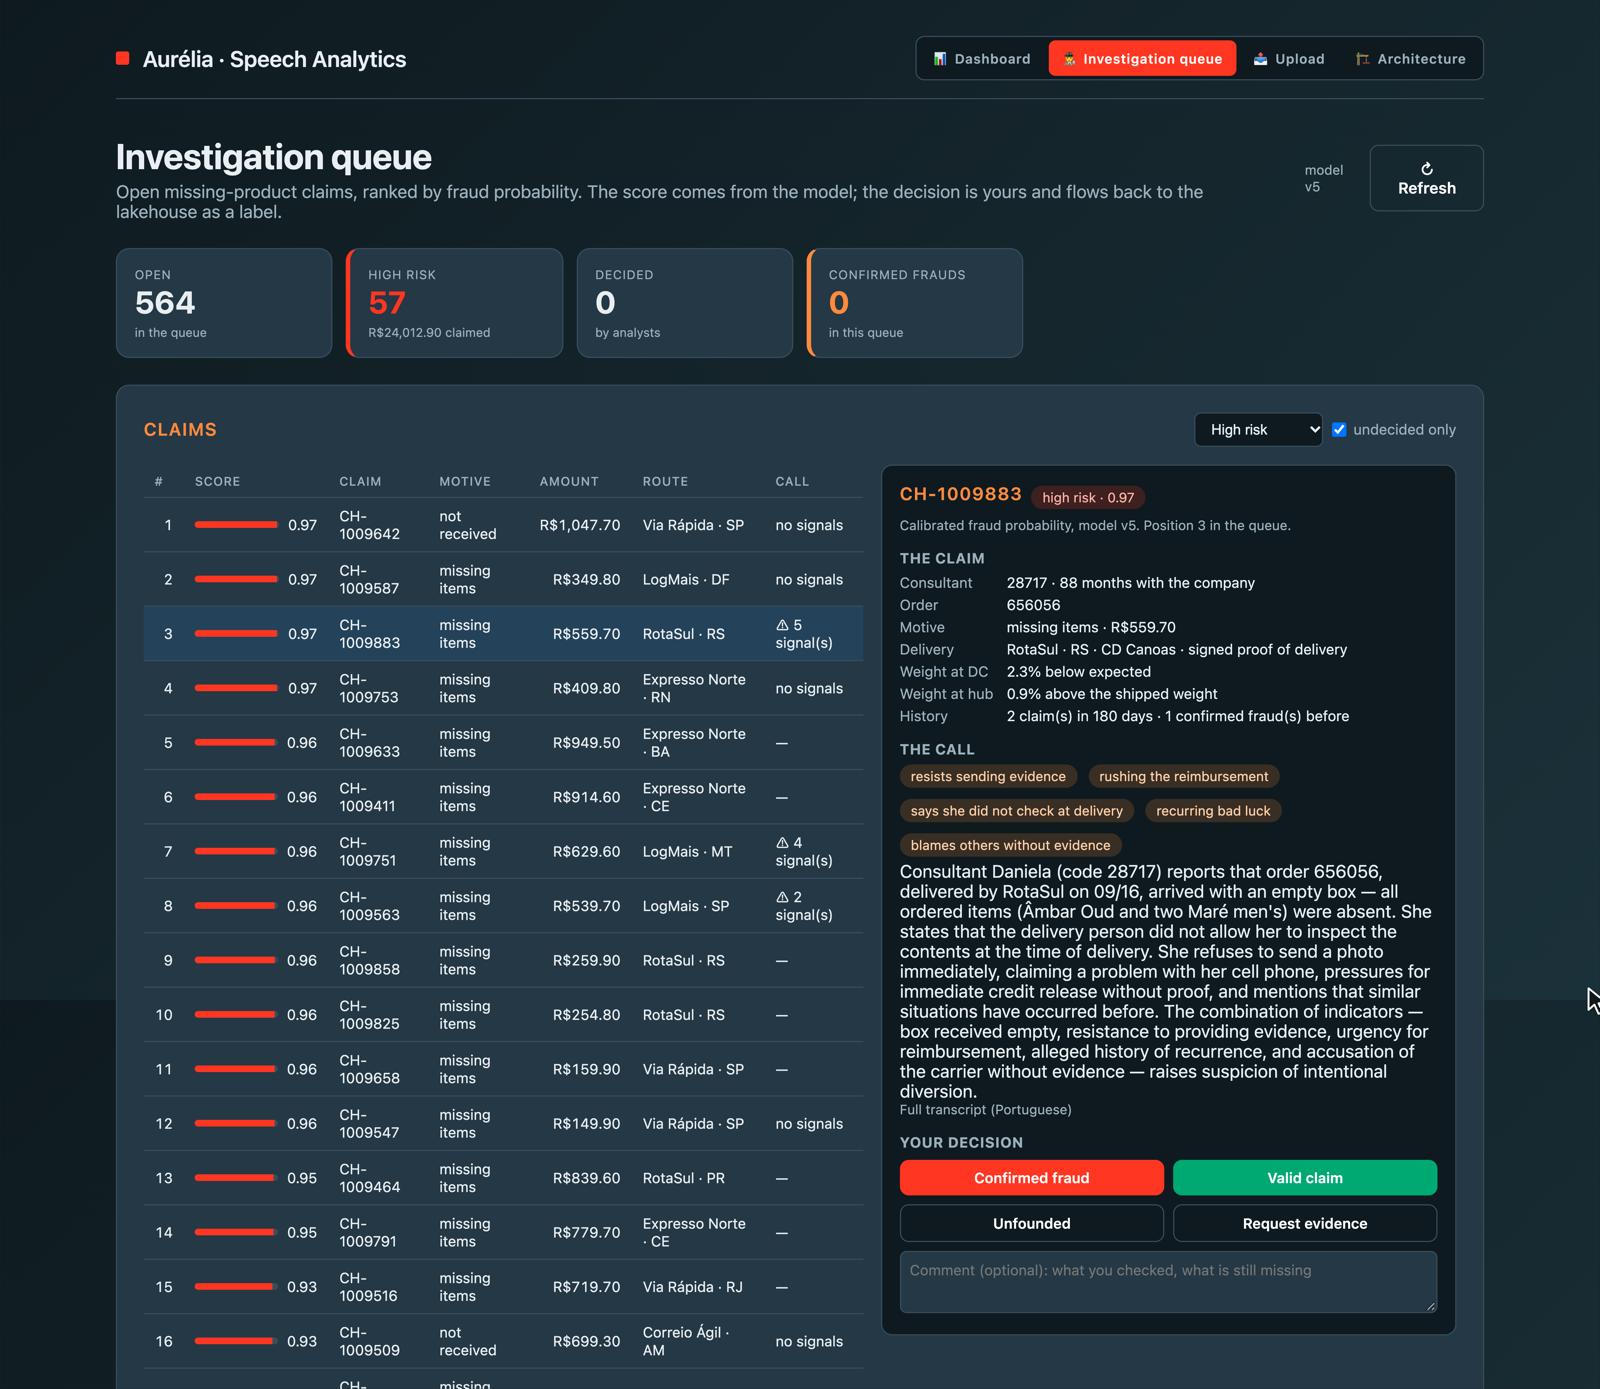 Aurélia · Speech Analytics
📊 Dashboard
🕵️ Investigation queue
📤 Upload
🏗️ Architecture
Investigation queue
Open missing-product claims, ranked by fraud probability. The score comes from the model; the decision is yours and flows back to the
lakehouse as a label.
model
v5
↻
Refresh
OPEN
564
in the queue
HIGH RISK
57
R$24,012.90 claimed
DECIDED
0
by analysts
CONFIRMED FRAUDS
0
in this queue
CLAIMS
High risk
undecided only
# SCORE CLAIM MOTIVE AMOUNT ROUTE CALL
1 0.97 CH-1009642 not received R$1,047.70 Via Rápida · SP no signals
2 0.97 CH-1009587 missing items R$349.80 LogMais · DF no signals
3 0.97 CH-1009883 missing items R$559.70 RotaSul · RS ⚠ 5 signal(s)
4 0.97 CH-1009753 missing items R$409.80 Expresso Norte · RN no signals
5 0.96 CH-1009633 missing items R$949.50 Expresso Norte · BA —
6 0.96 CH-1009411 missing items R$914.60 Expresso Norte · CE —
7 0.96 CH-1009751 missing items R$629.60 LogMais · MT ⚠ 4 signal(s)
8 0.96 CH-1009563 missing items R$539.70 LogMais · SP ⚠ 2 signal(s)
9 0.96 CH-1009858 missing items R$259.90 RotaSul · RS —
10 0.96 CH-1009825 missing items R$254.80 RotaSul · RS —
11 0.96 CH-1009658 missing items R$159.90 Via Rápida · SP —
12 0.96 CH-1009547 missing items R$149.90 Via Rápida · SP no signals
13 0.95 CH-1009464 missing items R$839.60 RotaSul · PR —
14 0.95 CH-1009791 missing items R$779.70 Expresso Norte · CE —
15 0.93 CH-1009516 missing items R$719.70 Via Rápida · RJ —
16 0.93 CH-1009509 not received R$699.30 Correio Ágil · AM no signals
CH- missing
CH-1009883 high risk · 0.97
Calibrated fraud probability, model v5. Position 3 in the queue.
THE CLAIM
Consultant 28717 · 88 months with the company
Order 656056
Motive missing items · R$559.70
Delivery RotaSul · RS · CD Canoas · signed proof of delivery
Weight at DC 2.3% below expected
Weight at hub 0.9% above the shipped weight
History 2 claim(s) in 180 days · 1 confirmed fraud(s) before
THE CALL
resists sending evidence rushing the reimbursement
says she did not check at delivery recurring bad luck
blames others without evidence
Consultant Daniela (code 28717) reports that order 656056,
delivered by RotaSul on 09/16, arrived with an empty box — all
ordered items (Âmbar Oud and two Maré men's) were absent. She
states that the delivery person did not allow her to inspect the
contents at the time of delivery. She refuses to send a photo
immediately, claiming a problem with her cell phone, pressures for
immediate credit release without proof, and mentions that similar
situations have occurred before. The combination of indicators —
box received empty, resistance to providing evidence, urgency for
reimbursement, alleged history of recurrence, and accusation of
the carrier without evidence — raises suspicion of intentional
diversion.
Full transcript (Portuguese)
YOUR DECISION
Confirmed fraud
Valid claim
Unfounded
Request evidence
Comment (optional): what you checked, what is still missing